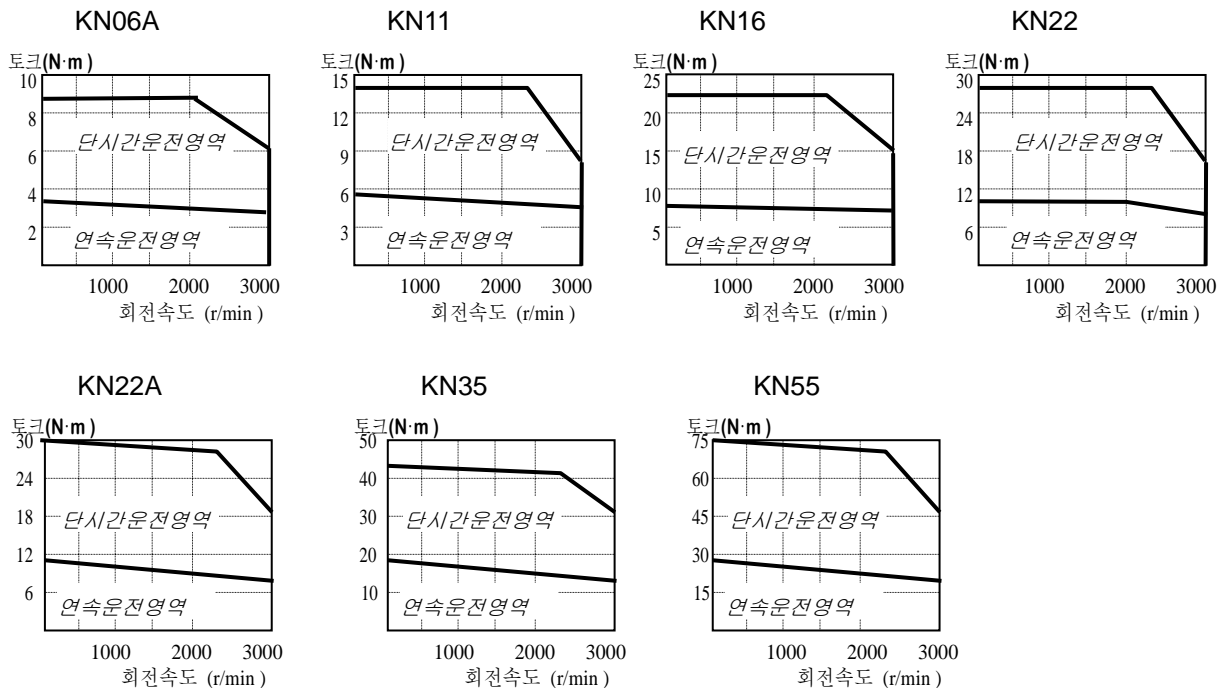 KN06A
토크(N·m)
10
8
6
4
2
단시간운전영역
연속운전영역
1000 2000 3000
회전속도 (r/min)
KN11
토크(N·m)
15
12
9
6
3
단시간운전영역
연속운전영역
1000 2000 3000
회전속도 (r/min)
KN16
토크(N·m)
25
20
15
10
5
단시간운전영역
연속운전영역
1000 2000 3000
회전속도 (r/min)
KN22
토크(N·m)
30
24
18
12
6
단시간운전영역
연속운전영역
1000 2000 3000
회전속도 (r/min)
KN22A
토크(N·m)
30
24
18
12
6
단시간운전영역
연속운전영역
1000 2000 3000
회전속도 (r/min)
KN35
토크(N·m)
50
40
30
20
10
단시간운전영역
연속운전영역
1000 2000 3000
회전속도 (r/min)
KN55
토크(N·m)
75
60
45
30
15
단시간운전영역
연속운전영역
1000 2000 3000
회전속도 (r/min)